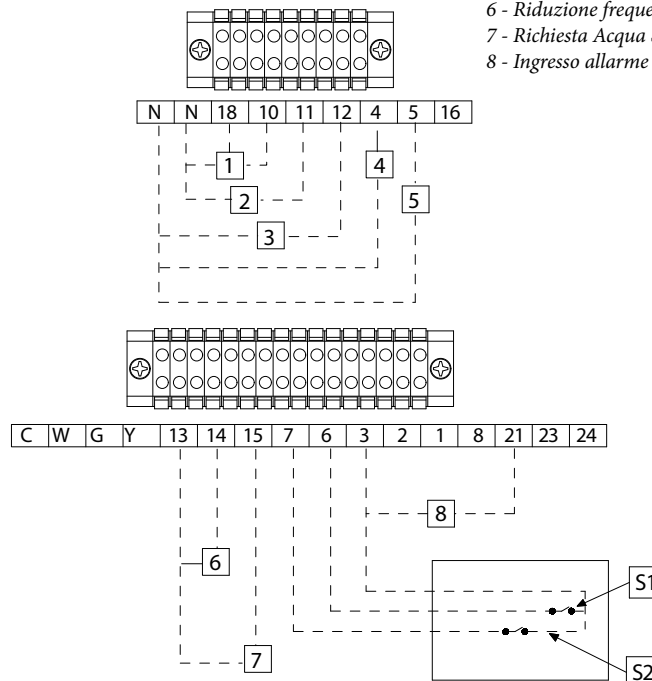 6 - Riduzione freque
7 - Richiesta Acqua
8 - Ingresso allarme
N N 18 10 11 12 4 5 16
1
4
2
5
3
C W G Y 13 14 15 7 6 3 2 1 8 21 23 24
8
6
S1
7
S2